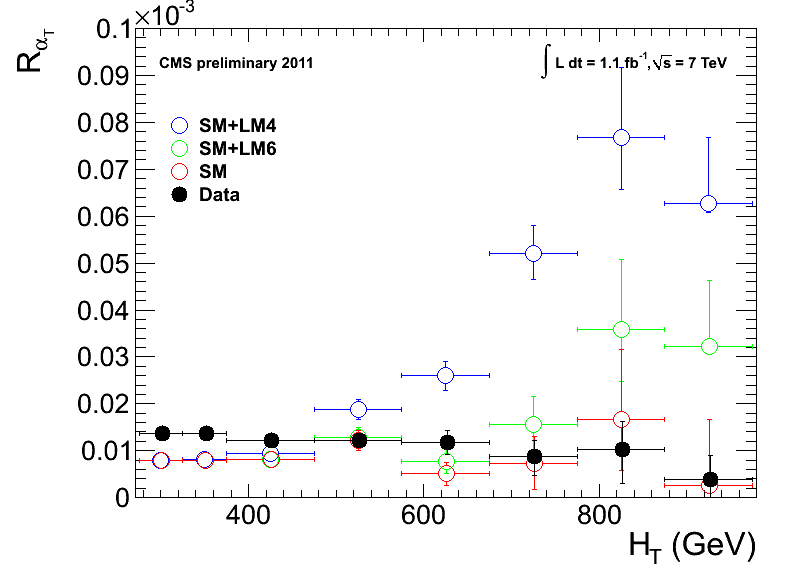 0.1 ×10⁻³
R_{α_T}
CMS preliminary 2011
∫ L dt = 1.1 fb⁻¹, √s = 7 TeV
0.09
0.08
SM+LM4
SM+LM6
SM
Data
0.07
0.06
0.05
0.04
0.03
0.02
0.01
0
400 600 800
H_T (GeV)